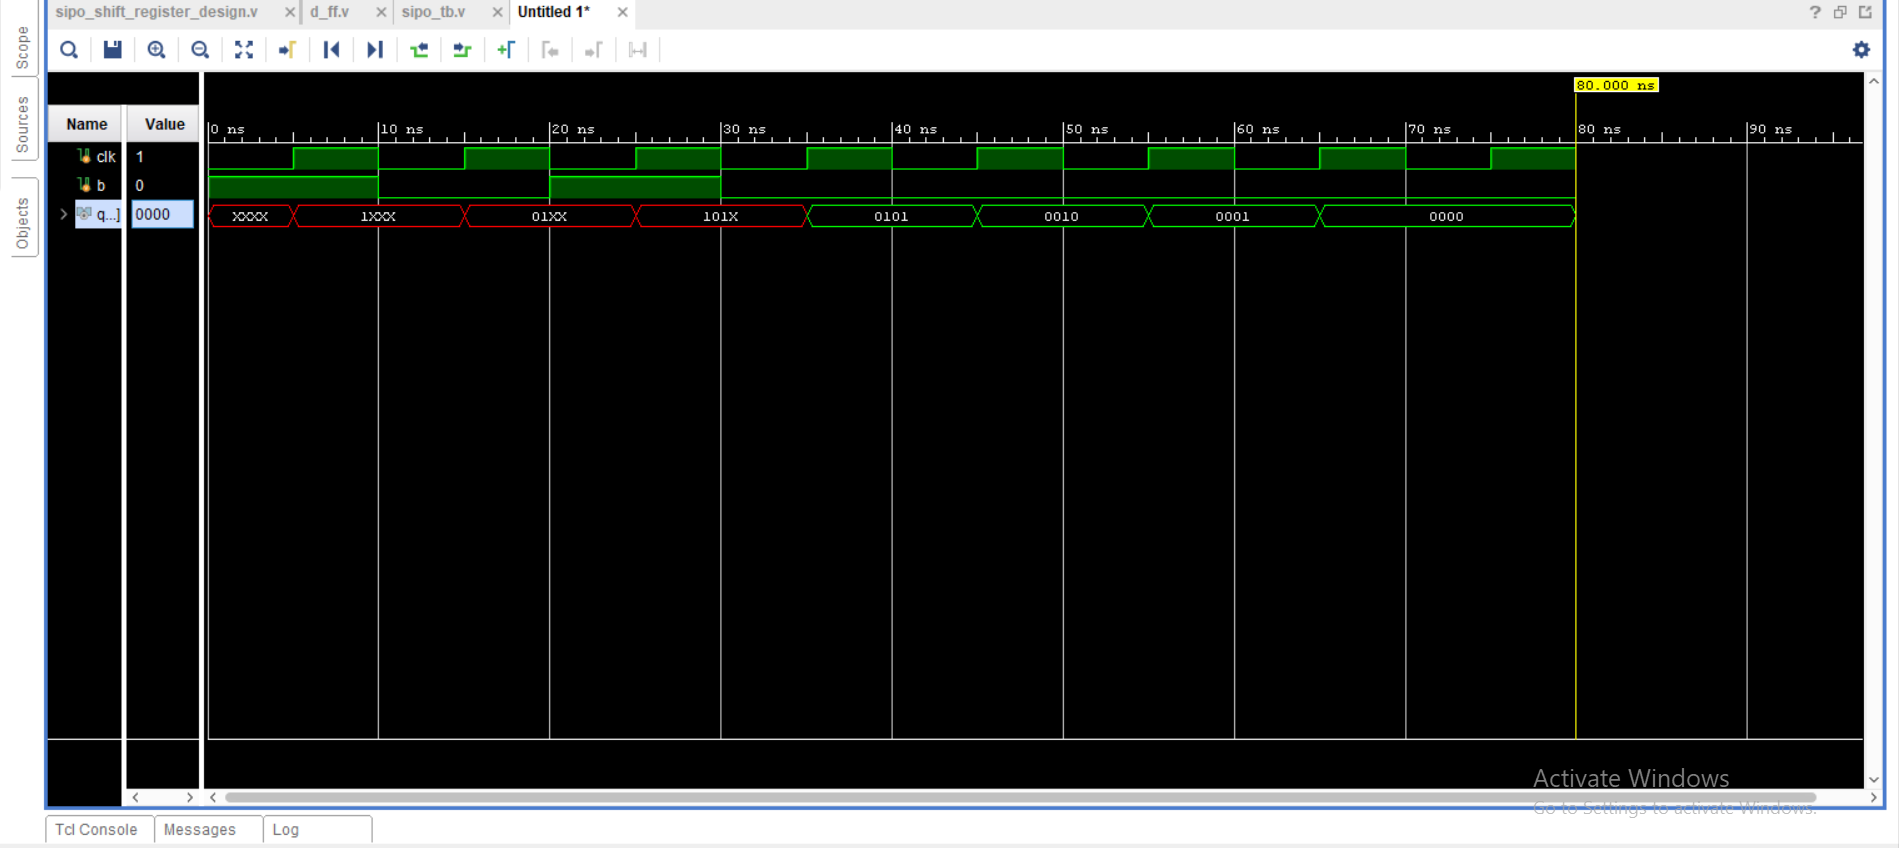 sipo_shift_register_design.v
d_ff.v
sipo_tb.v
Untitled 1*
?
Scope
Sources
Objects
80.000 ns
Name
Value
0 ns
10 ns
20 ns
30 ns
40 ns
50 ns
60 ns
70 ns
80 ns
90 ns
clk
1
b
0
q...]
0000
XXXX
1XXX
01XX
101X
0101
0010
0001
0000
Activate Windows
Go to Settings to activate Windows.
Tcl Console
Messages
Log